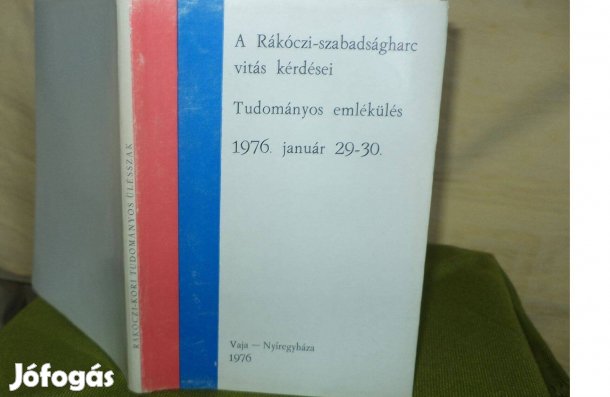 A Rákóczi-szabadságharc
vitás kérdései
Tudományos emlékülés
1976. január 29-30.
Vaja — Nyíregyháza
1976
RÁKÓCZI-KORI TUDOMÁNYOS ÜLÉSSZAK
Jófogás